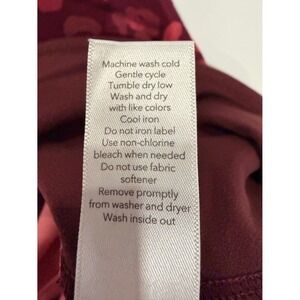 Machine wash cold
Gentle cycle
Tumble dry low
Wash and dry
with like colors
Cool iron
Do not iron label
Use non-chlorine
bleach when needed
Do not use fabric
softener
Remove promptly
from washer and dryer
Wash inside out